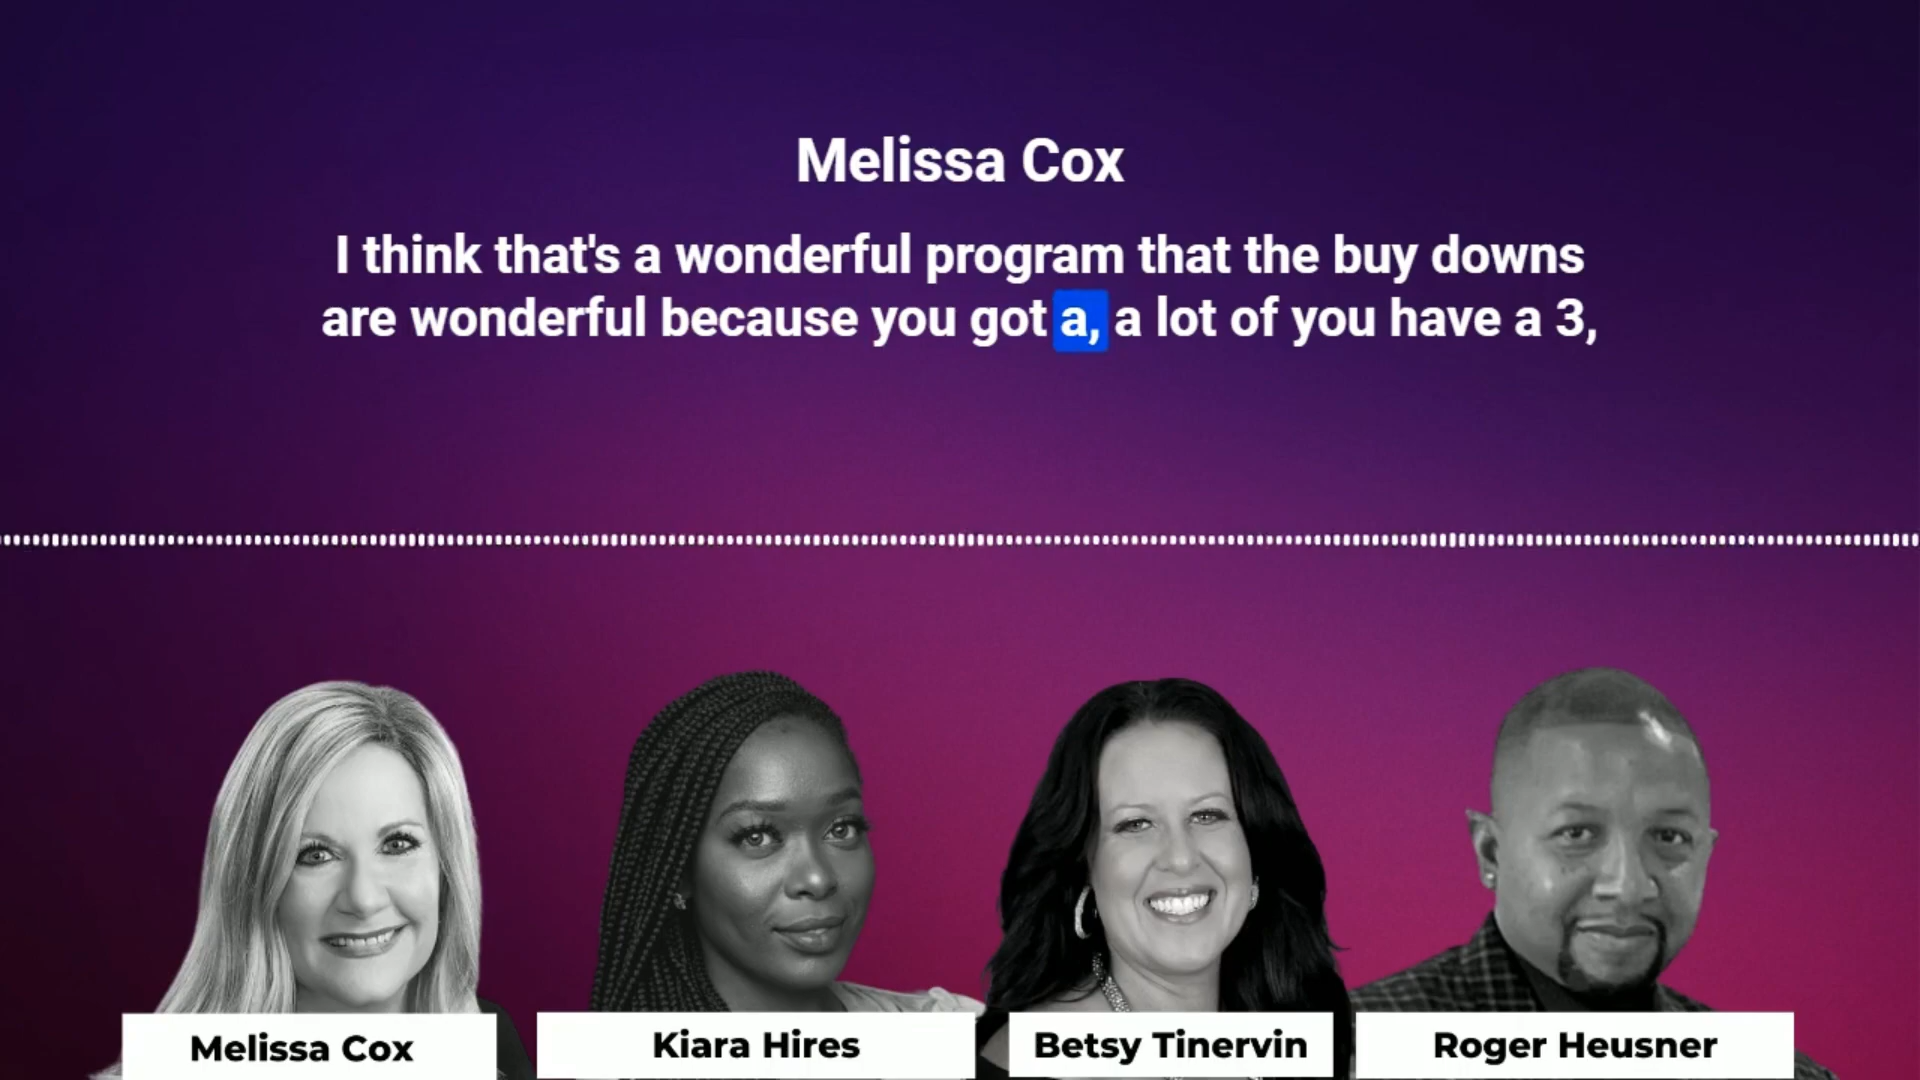 Melissa Cox
I think that's a wonderful program that the buy downs
are wonderful because you got a, a lot of you have a 3,
Melissa Cox
Kiara Hires
Betsy Tinervin
Roger Heusner